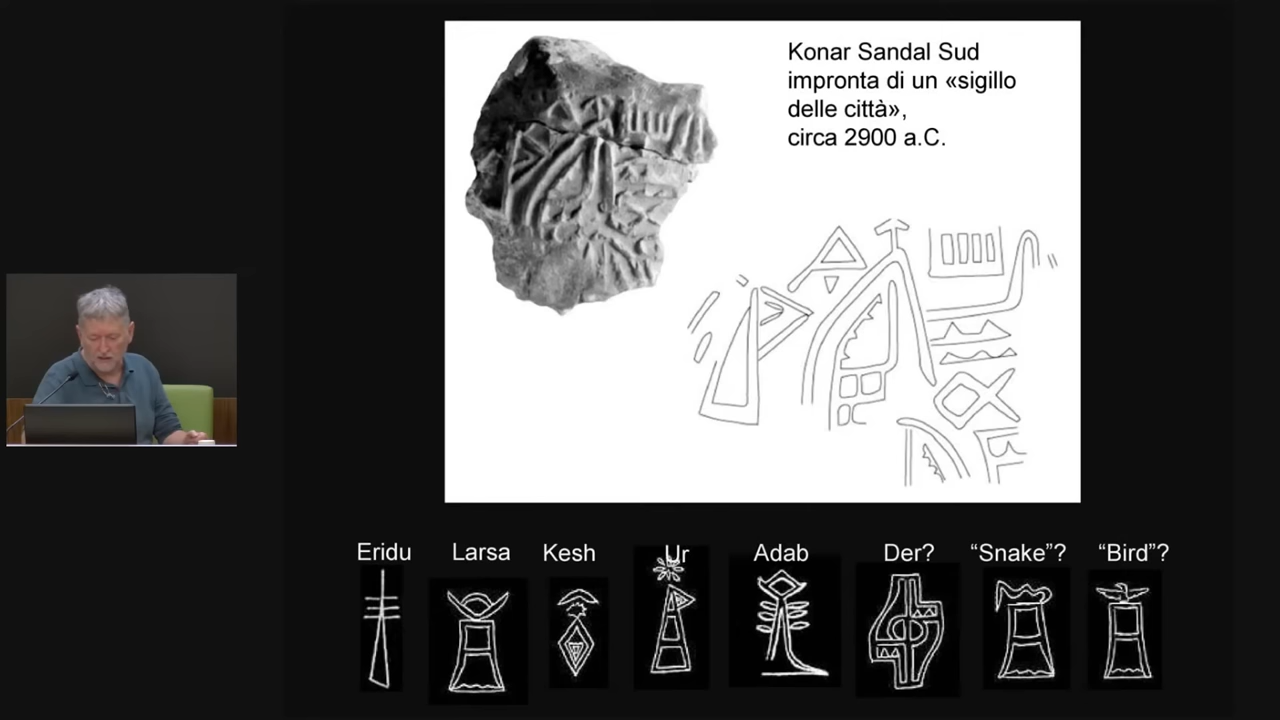 Konar Sandal Sud
impronta di un «sigillo
delle città»,
circa 2900 a.C.
Eridu Larsa Kesh Ur Adab Der? “Snake”? “Bird”?